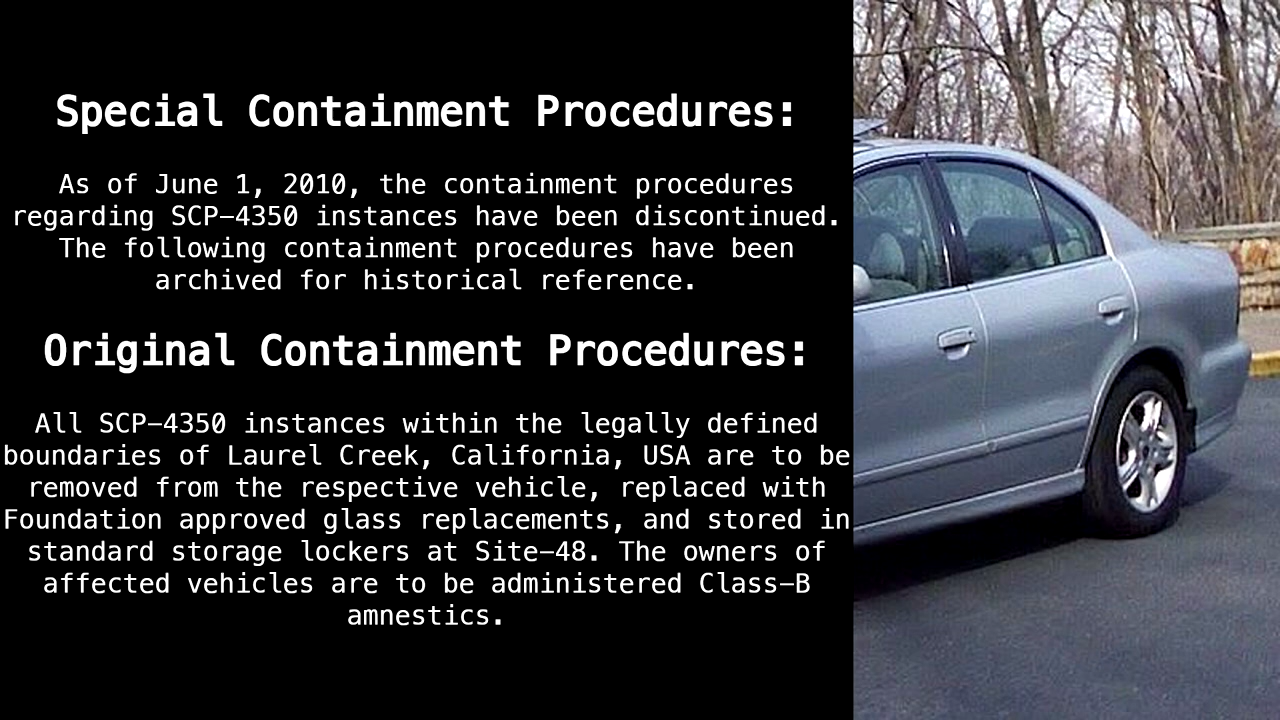 Special Containment Procedures:
As of June 1, 2010, the containment procedures
regarding SCP–4350 instances have been discontinued.
The following containment procedures have been
archived for historical reference.
Original Containment Procedures:
All SCP–4350 instances within the legally defined
boundaries of Laurel Creek, California, USA are to be
removed from the respective vehicle, replaced with
Foundation approved glass replacements, and stored in
standard storage lockers at Site–48. The owners of
affected vehicles are to be administered Class–B
amnestics.